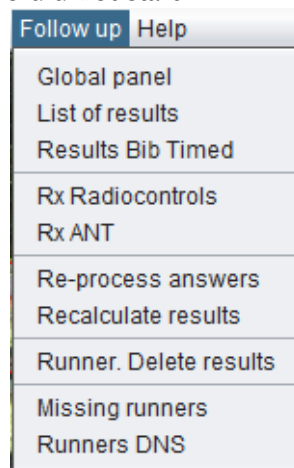 Follow up Help
Global panel
List of results
Results Bib Timed
Rx Radiocontrols
Rx ANT
Re-process answers
Recalculate results
Runner. Delete results
Missing runners
Runners DNS